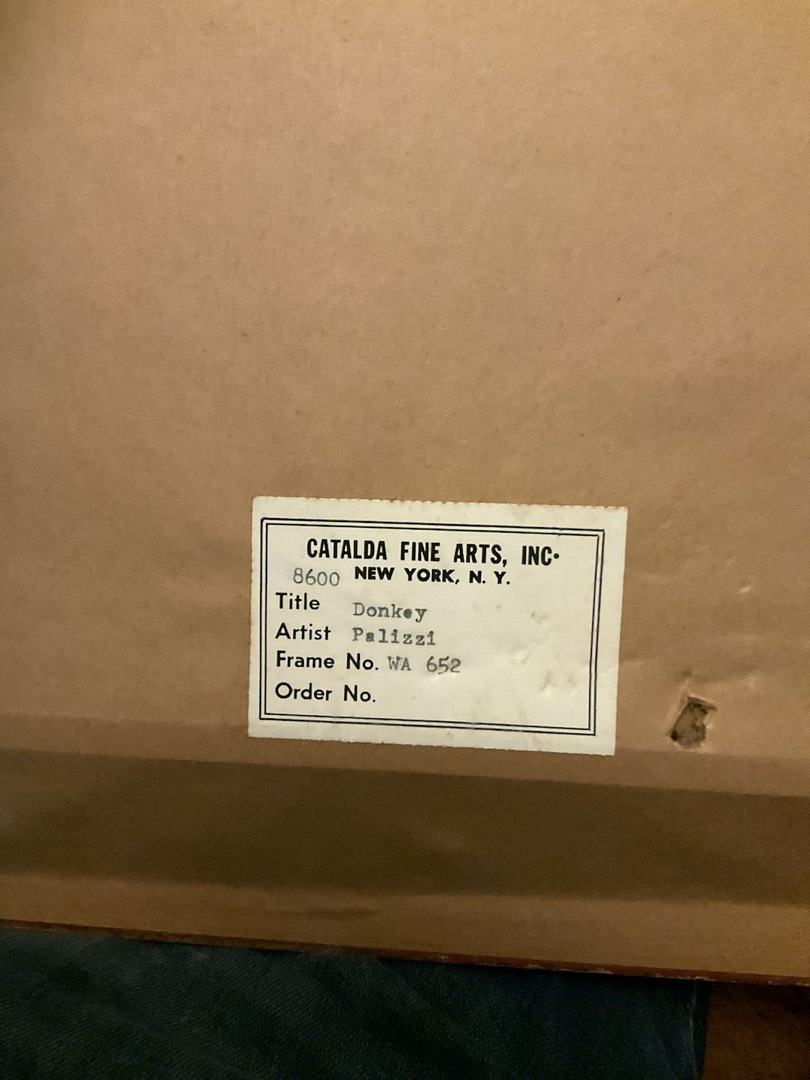 CATALDA FINE ARTS, INC.
8600 NEW YORK, N. Y.
Title Donkey
Artist Palizzi
Frame No. WA 652
Order No.